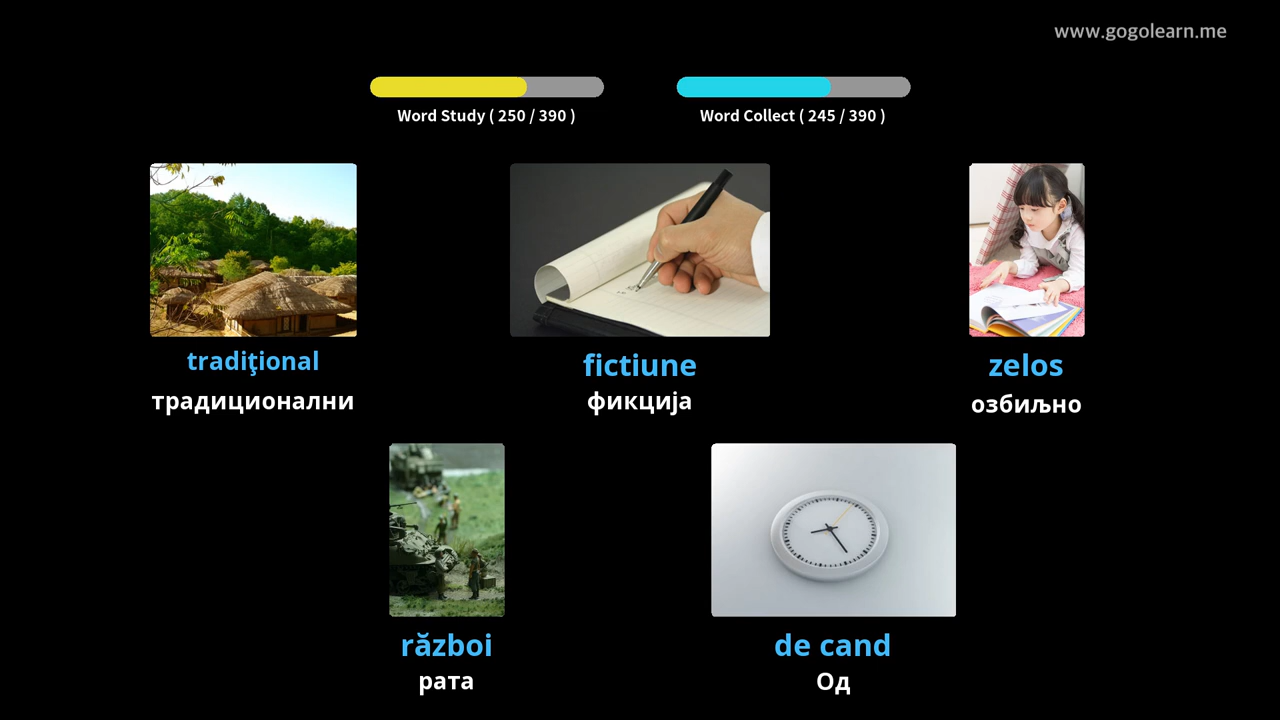 www.gogolearn.me
Word Study ( 250 / 390 )
Word Collect ( 245 / 390 )
tradiţional
традиционални
fictiune
фикција
zelos
озбиљно
război
рата
de cand
Од